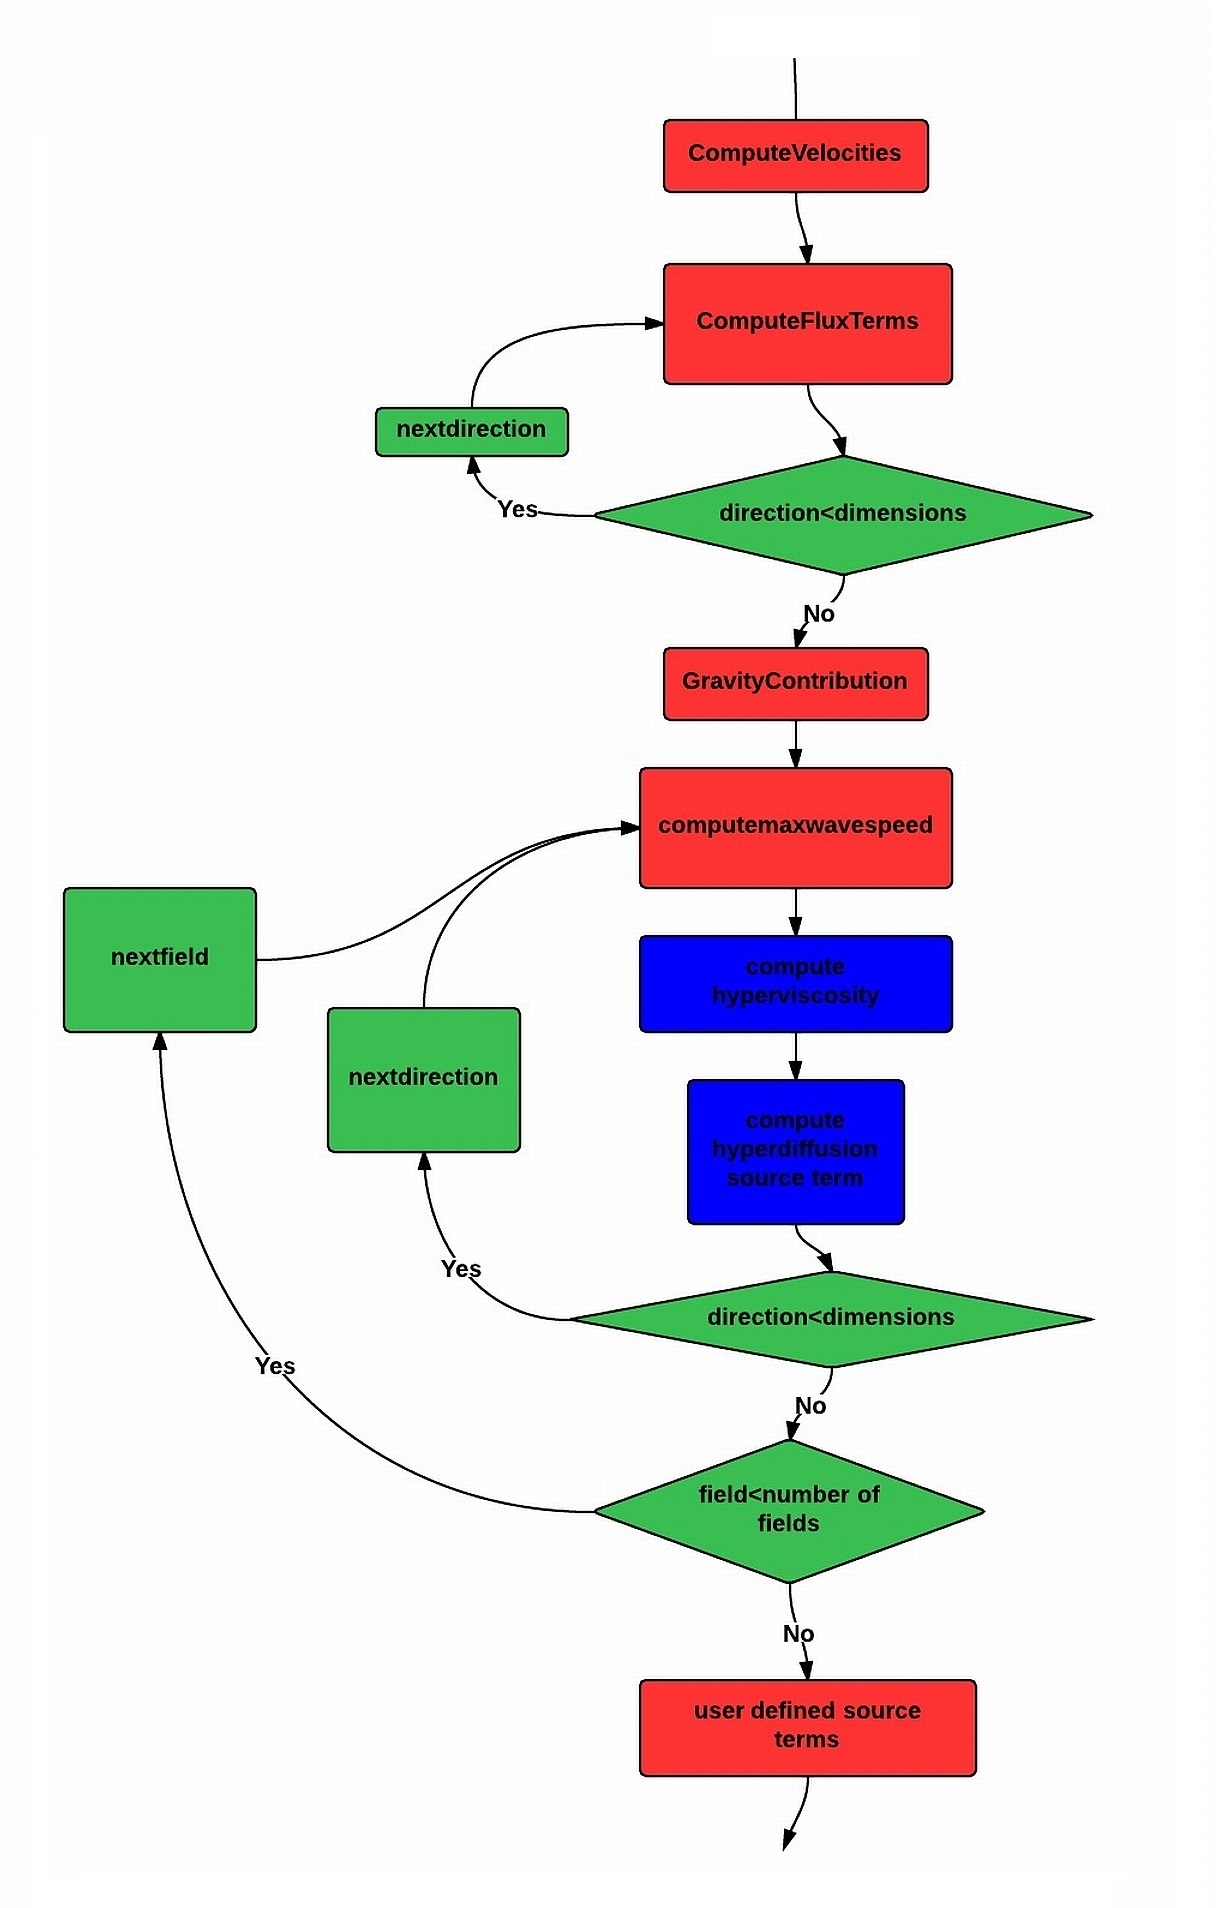 ComputeVelocities
ComputeFluxTerms
nextdirection
Yes
direction<dimensions
No
GravityContribution
computemaxwavespeed
nextfield
compute
hyperviscosity
nextdirection
compute
hyperdiffusion
source term
Yes
direction<dimensions
Yes
No
field<number of
fields
No
user defined source
terms